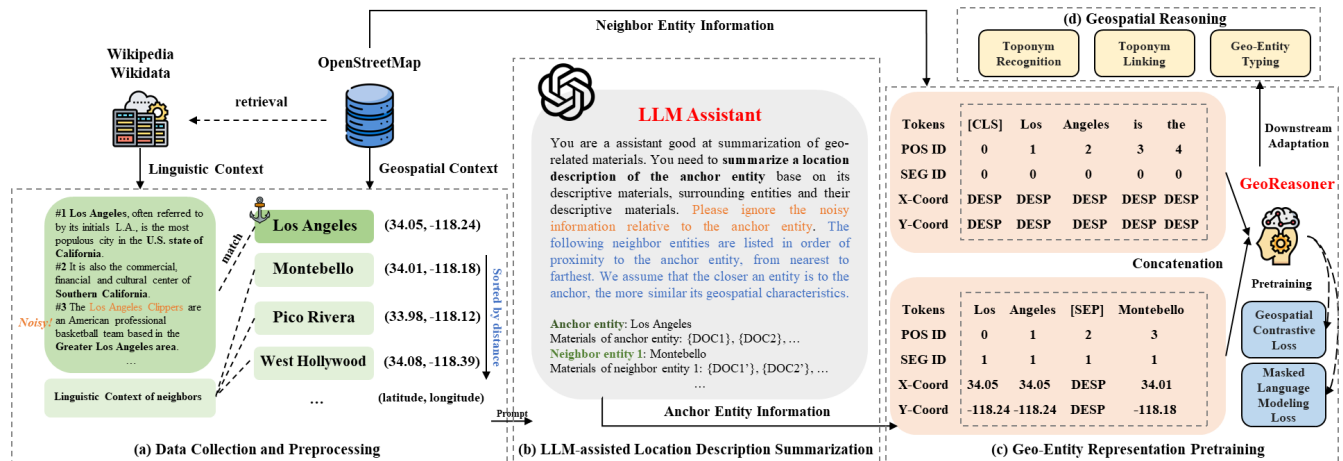 Wikipedia
Wikidata
OpenStreetMap
retrieval
Linguistic Context
Geospatial Context
Neighbor Entity Information
#1 Los Angeles, often referred to
by its initials L.A., is the most
populous city in the U.S. state of
California.
#2 It is also the commercial,
financial and cultural center of
Southern California.
#3 The Los Angeles Clippers are
an American professional
basketball team based in the
Greater Los Angeles area.
…
Noisy!
Linguistic Context of neighbors
match
Los Angeles (34.05, -118.24)
Montebello (34.01, -118.18)
Pico Rivera (33.98, -118.12)
West Hollywood (34.08, -118.39)
… (latitude, longitude)
Sorted by distance
(a) Data Collection and Preprocessing
Prompt
LLM Assistant
You are a assistant good at summarization of geo-
related materials. You need to summarize a location
description of the anchor entity base on its
descriptive materials, surrounding entities and their
descriptive materials. Please ignore the noisy
information relative to the anchor entity. The
following neighbor entities are listed in order of
proximity to the anchor entity, from nearest to
farthest. We assume that the closer an entity is to the
anchor, the more similar its geospatial characteristics.
Anchor entity: Los Angeles
Materials of anchor entity: {DOC1}, {DOC2}, …
Neighbor entity 1: Montebello
Materials of neighbor entity 1: {DOC1’}, {DOC2’}, …
…
Anchor Entity Information
(b) LLM-assisted Location Description Summarization
(d) Geospatial Reasoning
Toponym
Recognition
Toponym
Linking
Geo-Entity
Typing
Tokens [CLS] Los Angeles is the
POS ID 0 1 2 3 4
SEG ID 0 0 0 0 0
X-Coord DESP DESP DESP DESP DESP
Y-Coord DESP DESP DESP DESP DESP
Downstream
Adaptation
GeoReasoner
Concatenation
Pretraining
Tokens Los Angeles [SEP] Montebello
POS ID 0 1 2 3
SEG ID 1 1 1 1
X-Coord 34.05 34.05 DESP 34.01
Y-Coord -118.24 -118.24 DESP -118.18
Geospatial
Contrastive
Loss
Masked
Language
Modeling
Loss
(c) Geo-Entity Representation Pretraining